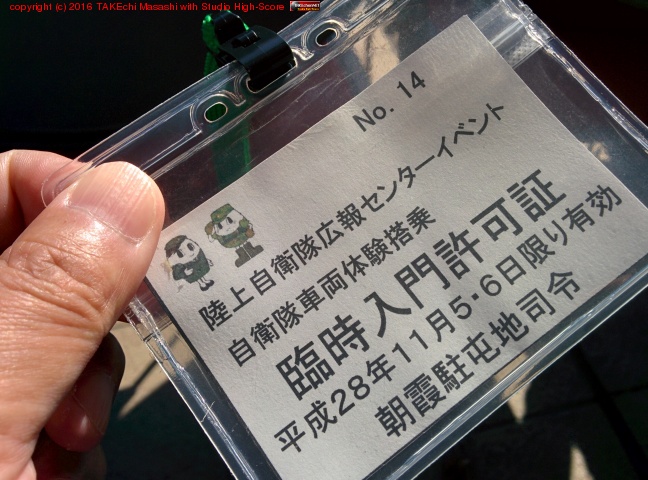 copyright (c) 2016 TAKEchi Masashi with Studio High-Score
No. 14
陸上自衛隊広報センターイベント
自衛隊車両体験搭乗
臨時入門許可証
平成28年11月5・6日限り有効
朝霞駐屯地司令